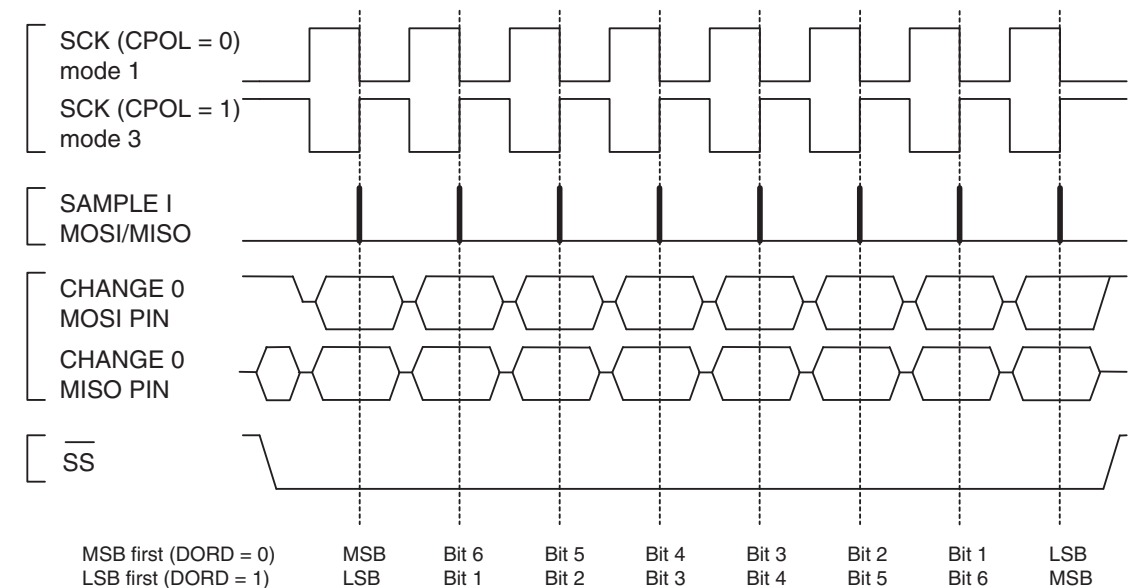 SCK (CPOL = 0)
mode 1
SCK (CPOL = 1)
mode 3
SAMPLE I
MOSI/MISO
CHANGE 0
MOSI PIN
CHANGE 0
MISO PIN
SS
MSB first (DORD = 0) MSB Bit 6 Bit 5 Bit 4 Bit 3 Bit 2 Bit 1 LSB
LSB first (DORD = 1) LSB Bit 1 Bit 2 Bit 3 Bit 4 Bit 5 Bit 6 MSB